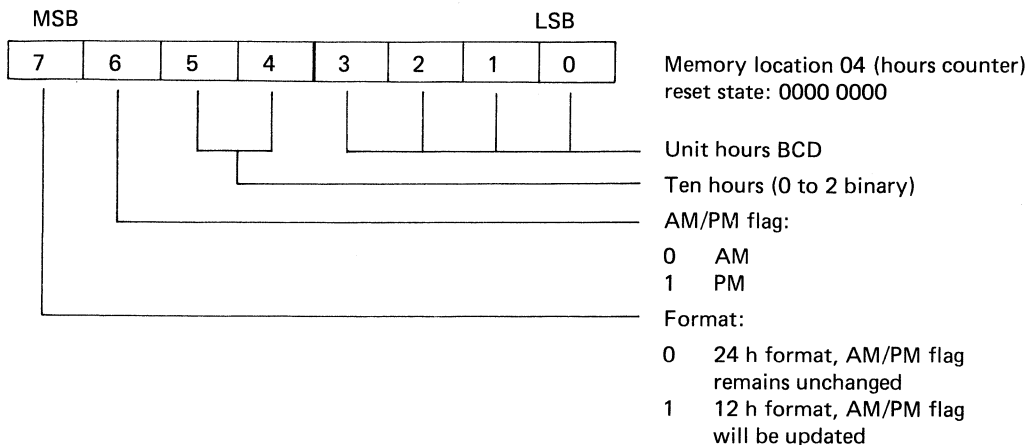 MSB LSB
7 6 5 4 3 2 1 0
Memory location 04 (hours counter)
reset state: 0000 0000
Unit hours BCD
Ten hours (0 to 2 binary)
AM/PM flag:
0 AM
1 PM
Format:
0 24 h format, AM/PM flag
remains unchanged
1 12 h format, AM/PM flag
will be updated